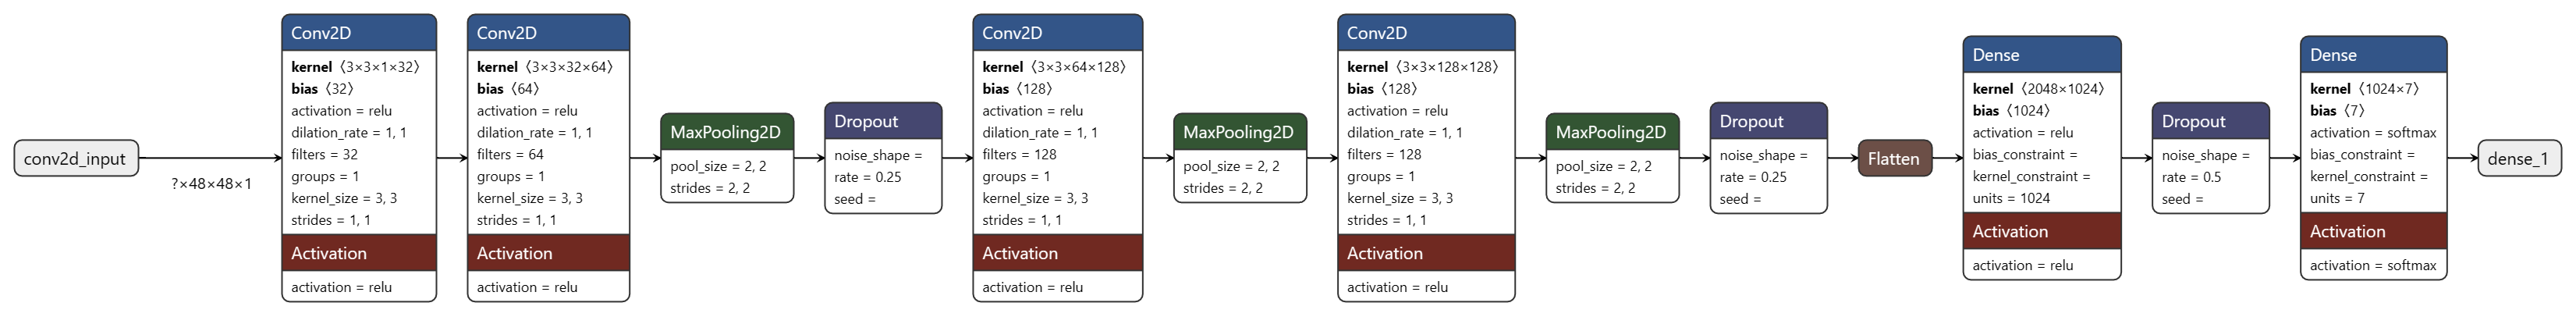 conv2d_input
?×48×48×1
Conv2D
kernel 〈3×3×1×32〉
bias 〈32〉
activation = relu
dilation_rate = 1, 1
filters = 32
groups = 1
kernel_size = 3, 3
strides = 1, 1
Activation
activation = relu
Conv2D
kernel 〈3×3×32×64〉
bias 〈64〉
activation = relu
dilation_rate = 1, 1
filters = 64
groups = 1
kernel_size = 3, 3
strides = 1, 1
Activation
activation = relu
MaxPooling2D
pool_size = 2, 2
strides = 2, 2
Dropout
noise_shape =
rate = 0.25
seed =
Conv2D
kernel 〈3×3×64×128〉
bias 〈128〉
activation = relu
dilation_rate = 1, 1
filters = 128
groups = 1
kernel_size = 3, 3
strides = 1, 1
Activation
activation = relu
MaxPooling2D
pool_size = 2, 2
strides = 2, 2
Conv2D
kernel 〈3×3×128×128〉
bias 〈128〉
activation = relu
dilation_rate = 1, 1
filters = 128
groups = 1
kernel_size = 3, 3
strides = 1, 1
Activation
activation = relu
MaxPooling2D
pool_size = 2, 2
strides = 2, 2
Dropout
noise_shape =
rate = 0.25
seed =
Flatten
Dense
kernel 〈2048×1024〉
bias 〈1024〉
activation = relu
bias_constraint =
kernel_constraint =
units = 1024
Activation
activation = relu
Dropout
noise_shape =
rate = 0.5
seed =
Dense
kernel 〈1024×7〉
bias 〈7〉
activation = softmax
bias_constraint =
kernel_constraint =
units = 7
Activation
activation = softmax
dense_1